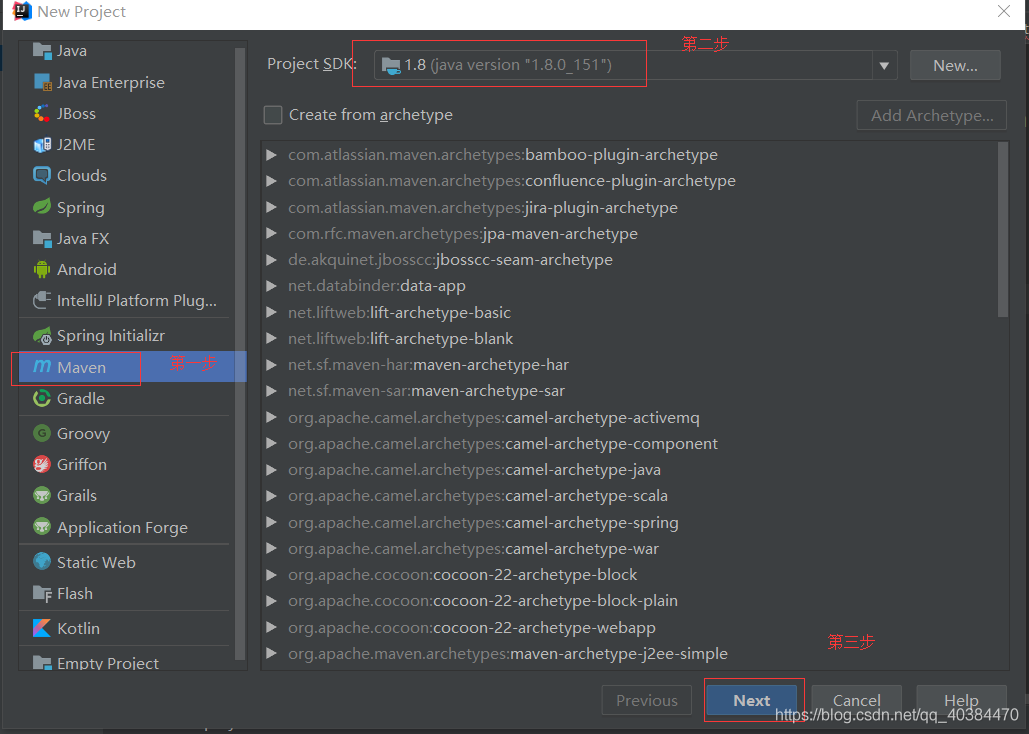 New Project
Java
Java Enterprise
JBoss
J2ME
Clouds
Spring
Java FX
Android
IntelliJ Platform Plug...
Spring Initializr
Maven
第一步
Gradle
Groovy
Griffon
Grails
Application Forge
Static Web
Flash
Kotlin
Empty Project
第二步
Project SDK: 1.8 (java version "1.8.0_151") New...
Create from archetype Add Archetype...
com.atlassian.maven.archetypes:bamboo-plugin-archetype
com.atlassian.maven.archetypes:confluence-plugin-archetype
com.atlassian.maven.archetypes:jira-plugin-archetype
com.rfc.maven.archetypes:jpa-maven-archetype
de.akquinet.jbosscc:jbosscc-seam-archetype
net.databinder:data-app
net.liftweb:lift-archetype-basic
net.liftweb:lift-archetype-blank
net.sf.maven-har:maven-archetype-har
net.sf.maven-sar:maven-archetype-sar
org.apache.camel.archetypes:camel-archetype-activemq
org.apache.camel.archetypes:camel-archetype-component
org.apache.camel.archetypes:camel-archetype-java
org.apache.camel.archetypes:camel-archetype-scala
org.apache.camel.archetypes:camel-archetype-spring
org.apache.camel.archetypes:camel-archetype-war
org.apache.cocoon:cocoon-22-archetype-block
org.apache.cocoon:cocoon-22-archetype-block-plain
org.apache.cocoon:cocoon-22-archetype-webapp
org.apache.maven.archetypes:maven-archetype-j2ee-simple
第三步
Previous Next Cancel Help
https://blog.csdn.net/qq_40384470